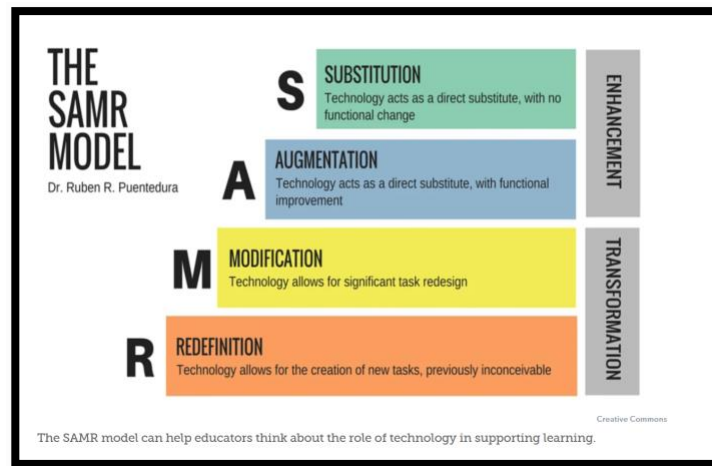 THE
SAMR
MODEL
Dr. Ruben R. Puentedura
S
SUBSTITUTION
Technology acts as a direct substitute, with no
functional change
A
AUGMENTATION
Technology acts as a direct substitute, with functional
improvement
ENHANCEMENT
M
MODIFICATION
Technology allows for significant task redesign
R
REDEFINITION
Technology allows for the creation of new tasks, previously inconceivable
TRANSFORMATION
Creative Commons
The SAMR model can help educators think about the role of technology in supporting learning.